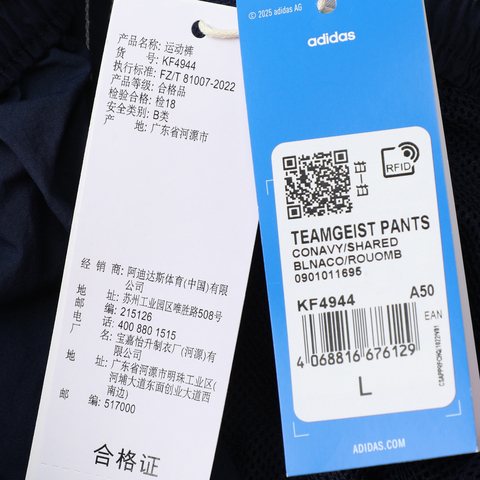 产品名称: 运动裤
货 号: KF4944
执行标准: FZ/T 81007-2022
产品等级: 合格品
检验合格: 检18
安全类别: B类
产 地: 广东省河源市
经 销 商: 阿迪达斯体育(中国)有限
公司
地 址: 苏州工业园区唯胜路508号
邮 编: 215126
电 话: 400 880 1515
厂 名: 宝嘉怡升制衣厂(河源)有
限公司
地 址: 广东省河源市明珠工业区(
河埔大道东面创业大道西
南边)
邮 编: 517000
合格证
© 2025 adidas AG
adidas
RFID
TEAMGEIST PANTS
CONAVY/SHARED
BLNACO/ROUOMB
0901011695
KF4944 A50
EAN
4 068816 676129
L
ADIDAS.COM